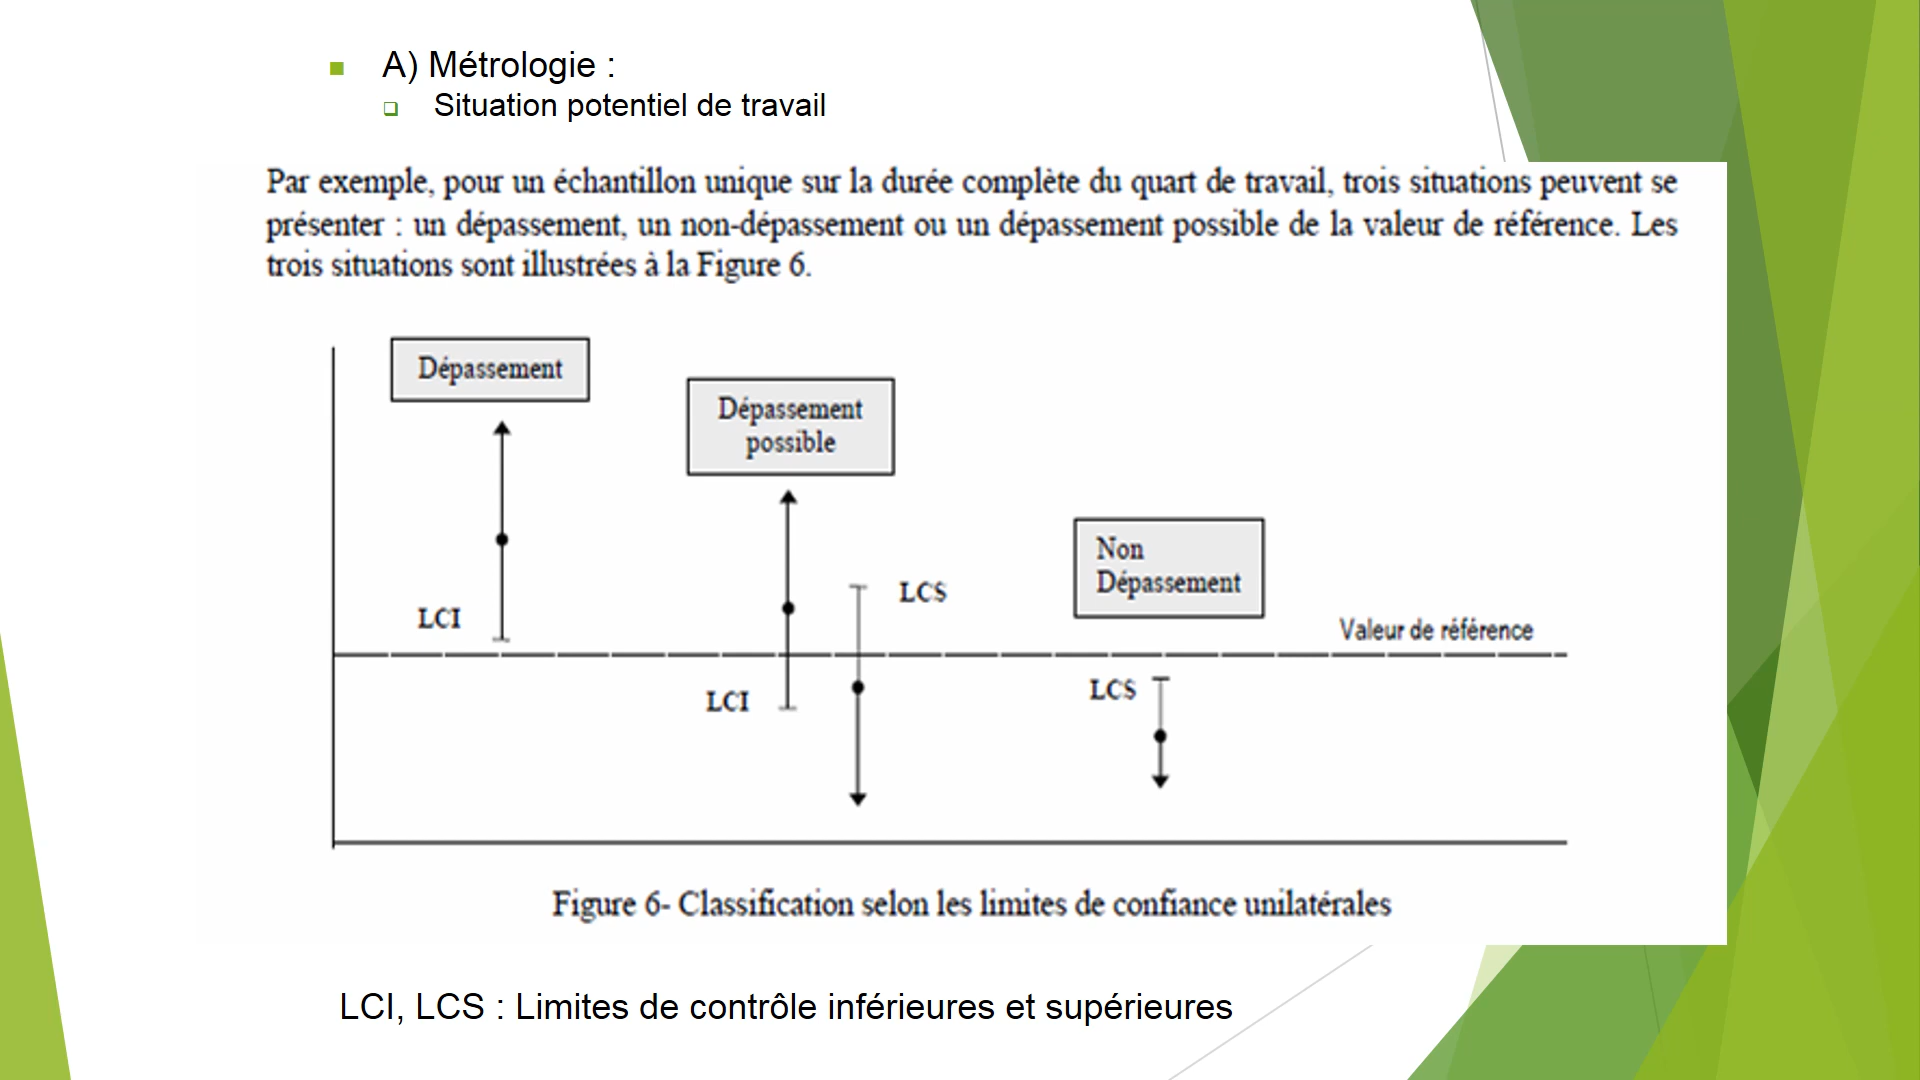 A) Métrologie :
Situation potentiel de travail
Par exemple, pour un échantillon unique sur la durée complète du quart de travail, trois situations peuvent se
présenter : un dépassement, un non-dépassement ou un dépassement possible de la valeur de référence. Les
trois situations sont illustrées à la Figure 6.
Dépassement
Dépassement
possible
Non
Dépassement
LCS
LCI
Valeur de référence
LCI
LCS
Figure 6- Classification selon les limites de confiance unilatérales
LCI, LCS : Limites de contrôle inférieures et supérieures